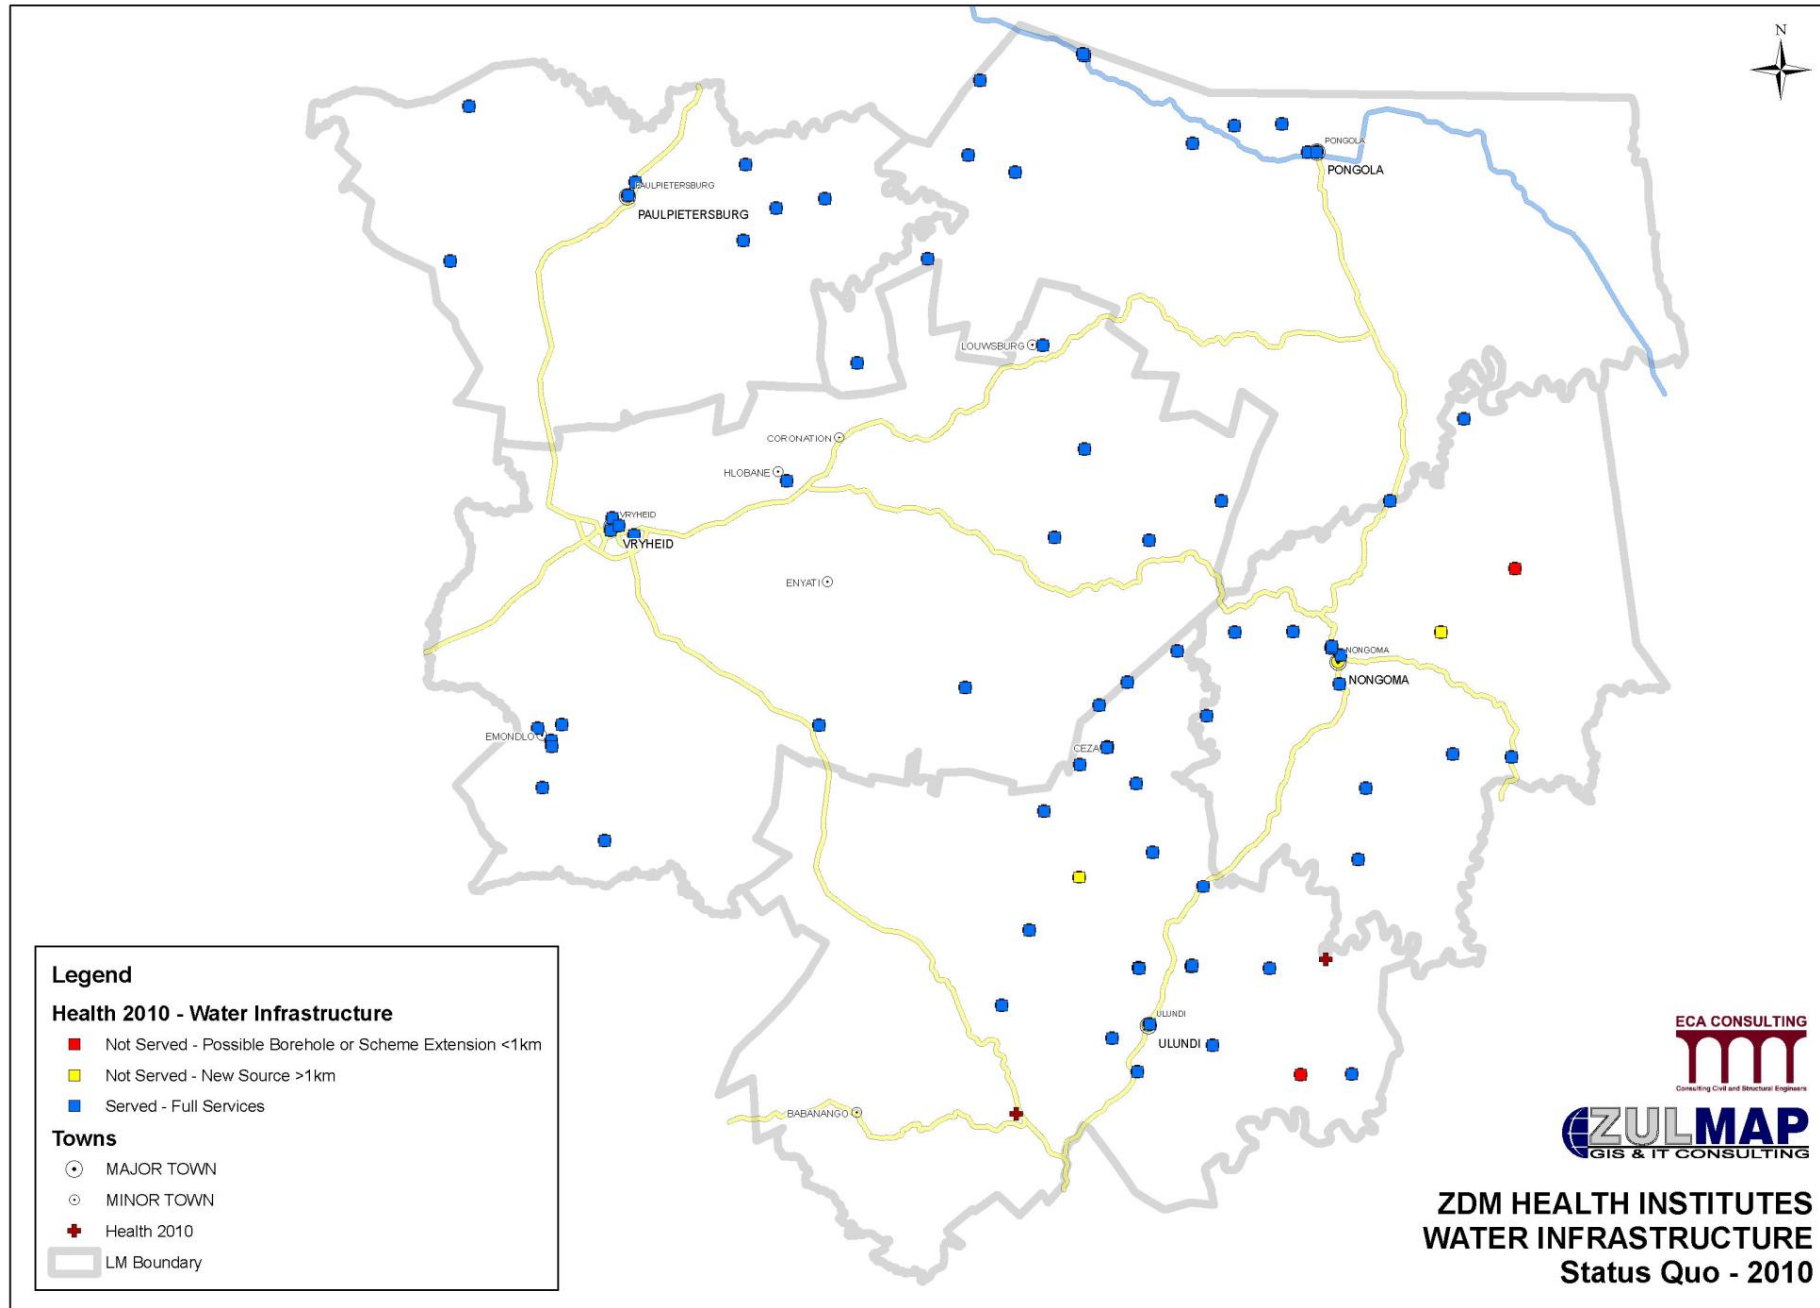 N
PONGOLA
PONGOLA
PAULPIETERSBURG
PAULPIETERSBURG
LOUWSBURG
CORONATION
HLOBANE
VRYHEID
VRYHEID
ENYATI
NONGOMA
NONGOMA
EMONDLO
CEZA
ULUNDI
ULUNDI
BABANANGO
Legend
Health 2010 - Water Infrastructure
Not Served - Possible Borehole or Scheme Extension <1km
Not Served - New Source >1km
Served - Full Services
Towns
MAJOR TOWN
MINOR TOWN
Health 2010
LM Boundary
ECA CONSULTING
Consulting Civil and Structural Engineers
ZULMAP
GIS & IT CONSULTING
ZDM HEALTH INSTITUTES
WATER INFRASTRUCTURE
Status Quo - 2010